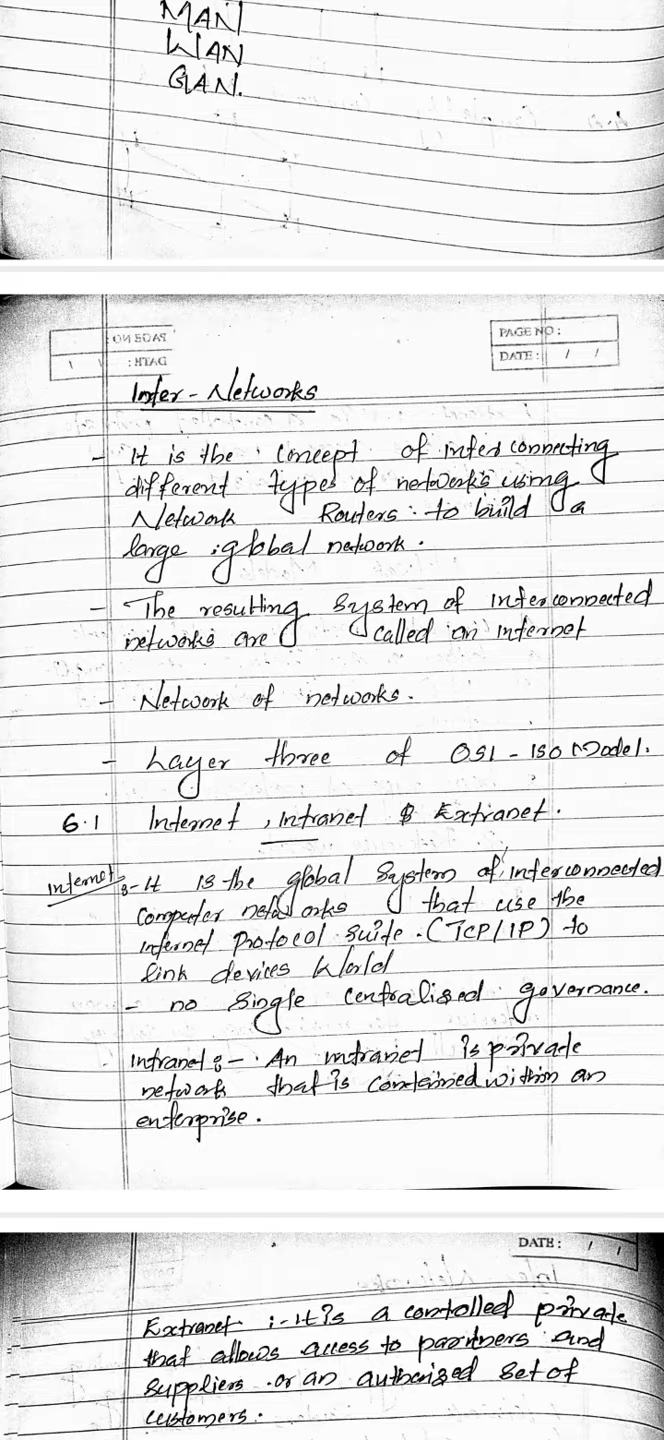 MAN
WAN
GAN.
PAGE NO:
DATE: / /
Inter-Networks
- It is the concept of interconnecting
different types of networks using
Network Routers to build a
large global network.
- The resulting system of interconnected
networks are called an internet
- Network of networks.
- Layer three of OSI-ISO Model.
6.1 Internet, Intranet & Extranet.
Internet :- It is the global system of interconnected
computer networks that use the
internet protocol suite (TCP/IP) to
link devices World
- no single centralised governance.
Intranet :- An intranet is private
network that is contained within an
enterprise.
DATE: / /
Extranet :- it is a contolled private
that allows access to partners and
suppliers or an authorized set of
customers.